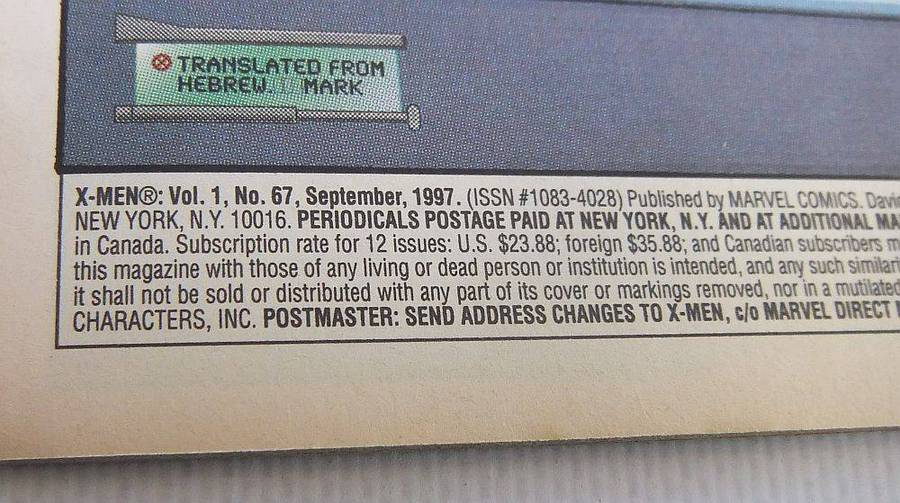 TRANSLATED FROM
HEBREW. MARK
X-MEN®: Vol. 1, No. 67, September, 1997. (ISSN #1083-4028) Published by MARVEL COMICS.
NEW YORK, N.Y. 10016. PERIODICALS POSTAGE PAID AT NEW YORK, N.Y. AND AT ADDITIONAL
in Canada. Subscription rate for 12 issues: U.S. $23.88; foreign $35.88; and Canadian subscribers
this magazine with those of any living or dead person or institution is intended, and any such
it shall not be sold or distributed with any part of its cover or markings removed, nor in a mutilated
CHARACTERS, INC. POSTMASTER: SEND ADDRESS CHANGES TO X-MEN, c/o MARVEL DIRECT